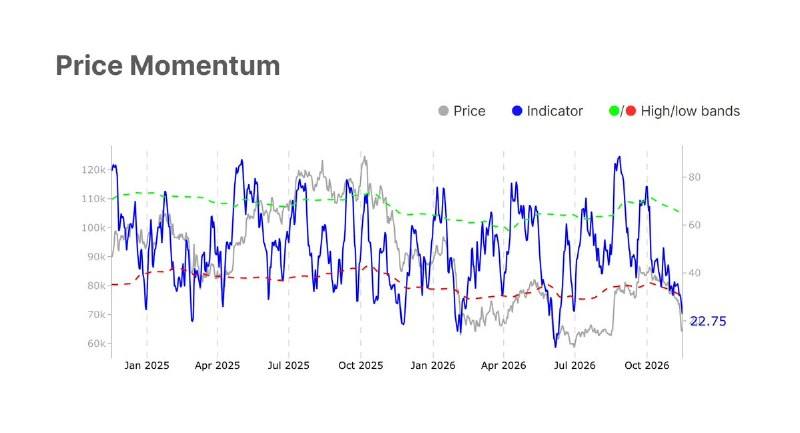 Price Momentum
Price Indicator / High/low bands
120k
110k
100k
90k
80k
70k
60k
80
60
40
22.75
Jan 2025 Apr 2025 Jul 2025 Oct 2025 Jan 2026 Apr 2026 Jul 2026 Oct 2026